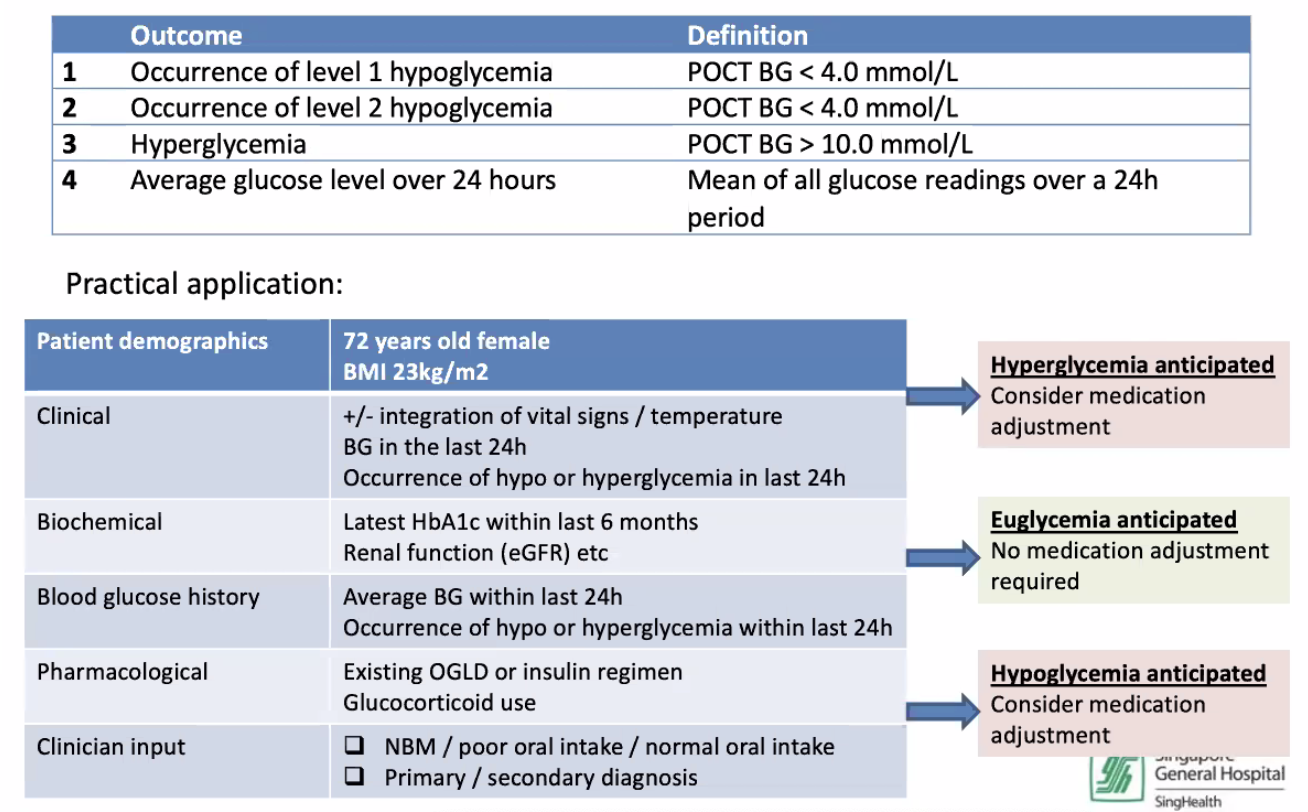 Outcome Definition
1 Occurrence of level 1 hypoglycemia POCT BG < 4.0 mmol/L
2 Occurrence of level 2 hypoglycemia POCT BG < 4.0 mmol/L
3 Hyperglycemia POCT BG > 10.0 mmol/L
4 Average glucose level over 24 hours Mean of all glucose readings over a 24h
period
Practical application:
Patient demographics 72 years old female
BMI 23kg/m2
Clinical +/- integration of vital signs / temperature
BG in the last 24h
Occurrence of hypo or hyperglycemia in last 24h
Biochemical Latest HbA1c within last 6 months
Renal function (eGFR) etc
Blood glucose history Average BG within last 24h
Occurrence of hypo or hyperglycemia within last 24h
Pharmacological Existing OGLD or insulin regimen
Glucocorticoid use
Clinician input ❑ NBM / poor oral intake / normal oral intake
❑ Primary / secondary diagnosis
Hyperglycemia anticipated
Consider medication
adjustment
Euglycemia anticipated
No medication adjustment
required
Hypoglycemia anticipated
Consider medication
adjustment
Singapore
General Hospital
SingHealth